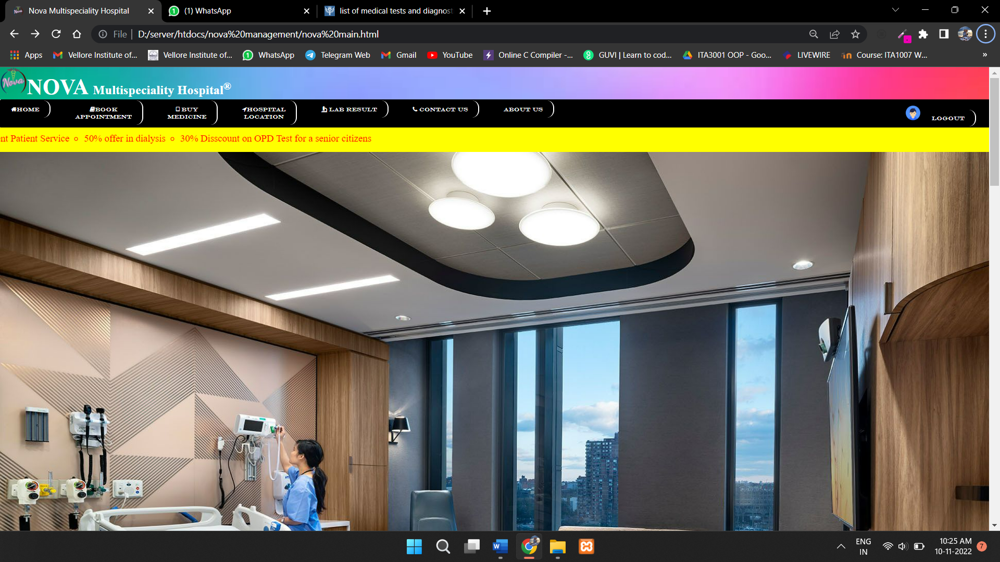 Nova Multispeciality Hospital
(1) WhatsApp
list of medical tests and diagnost
File
D:/server/htdocs/nova%20management/nova%20main.html
Apps
Vellore Institute of...
Vellore Institute of...
WhatsApp
Telegram Web
Gmail
YouTube
Online C Compiler -...
GUVI | Learn to cod...
ITA3001 OOP - Goo...
LIVEWIRE
Course: ITA1007 W...
»
Nova
NOVA Multispeciality Hospital®
HOME
BOOK
APPOINTMENT
BUY
MEDICINE
HOSPITAL
LOCATION
LAB RESULT
CONTACT US
ABOUT US
LOGOUT
nt Patient Service ∘ 50% offer in dialysis ∘ 30% Disscount on OPD Test for a senior citizens
ENG
IN
10:25 AM
10-11-2022
7